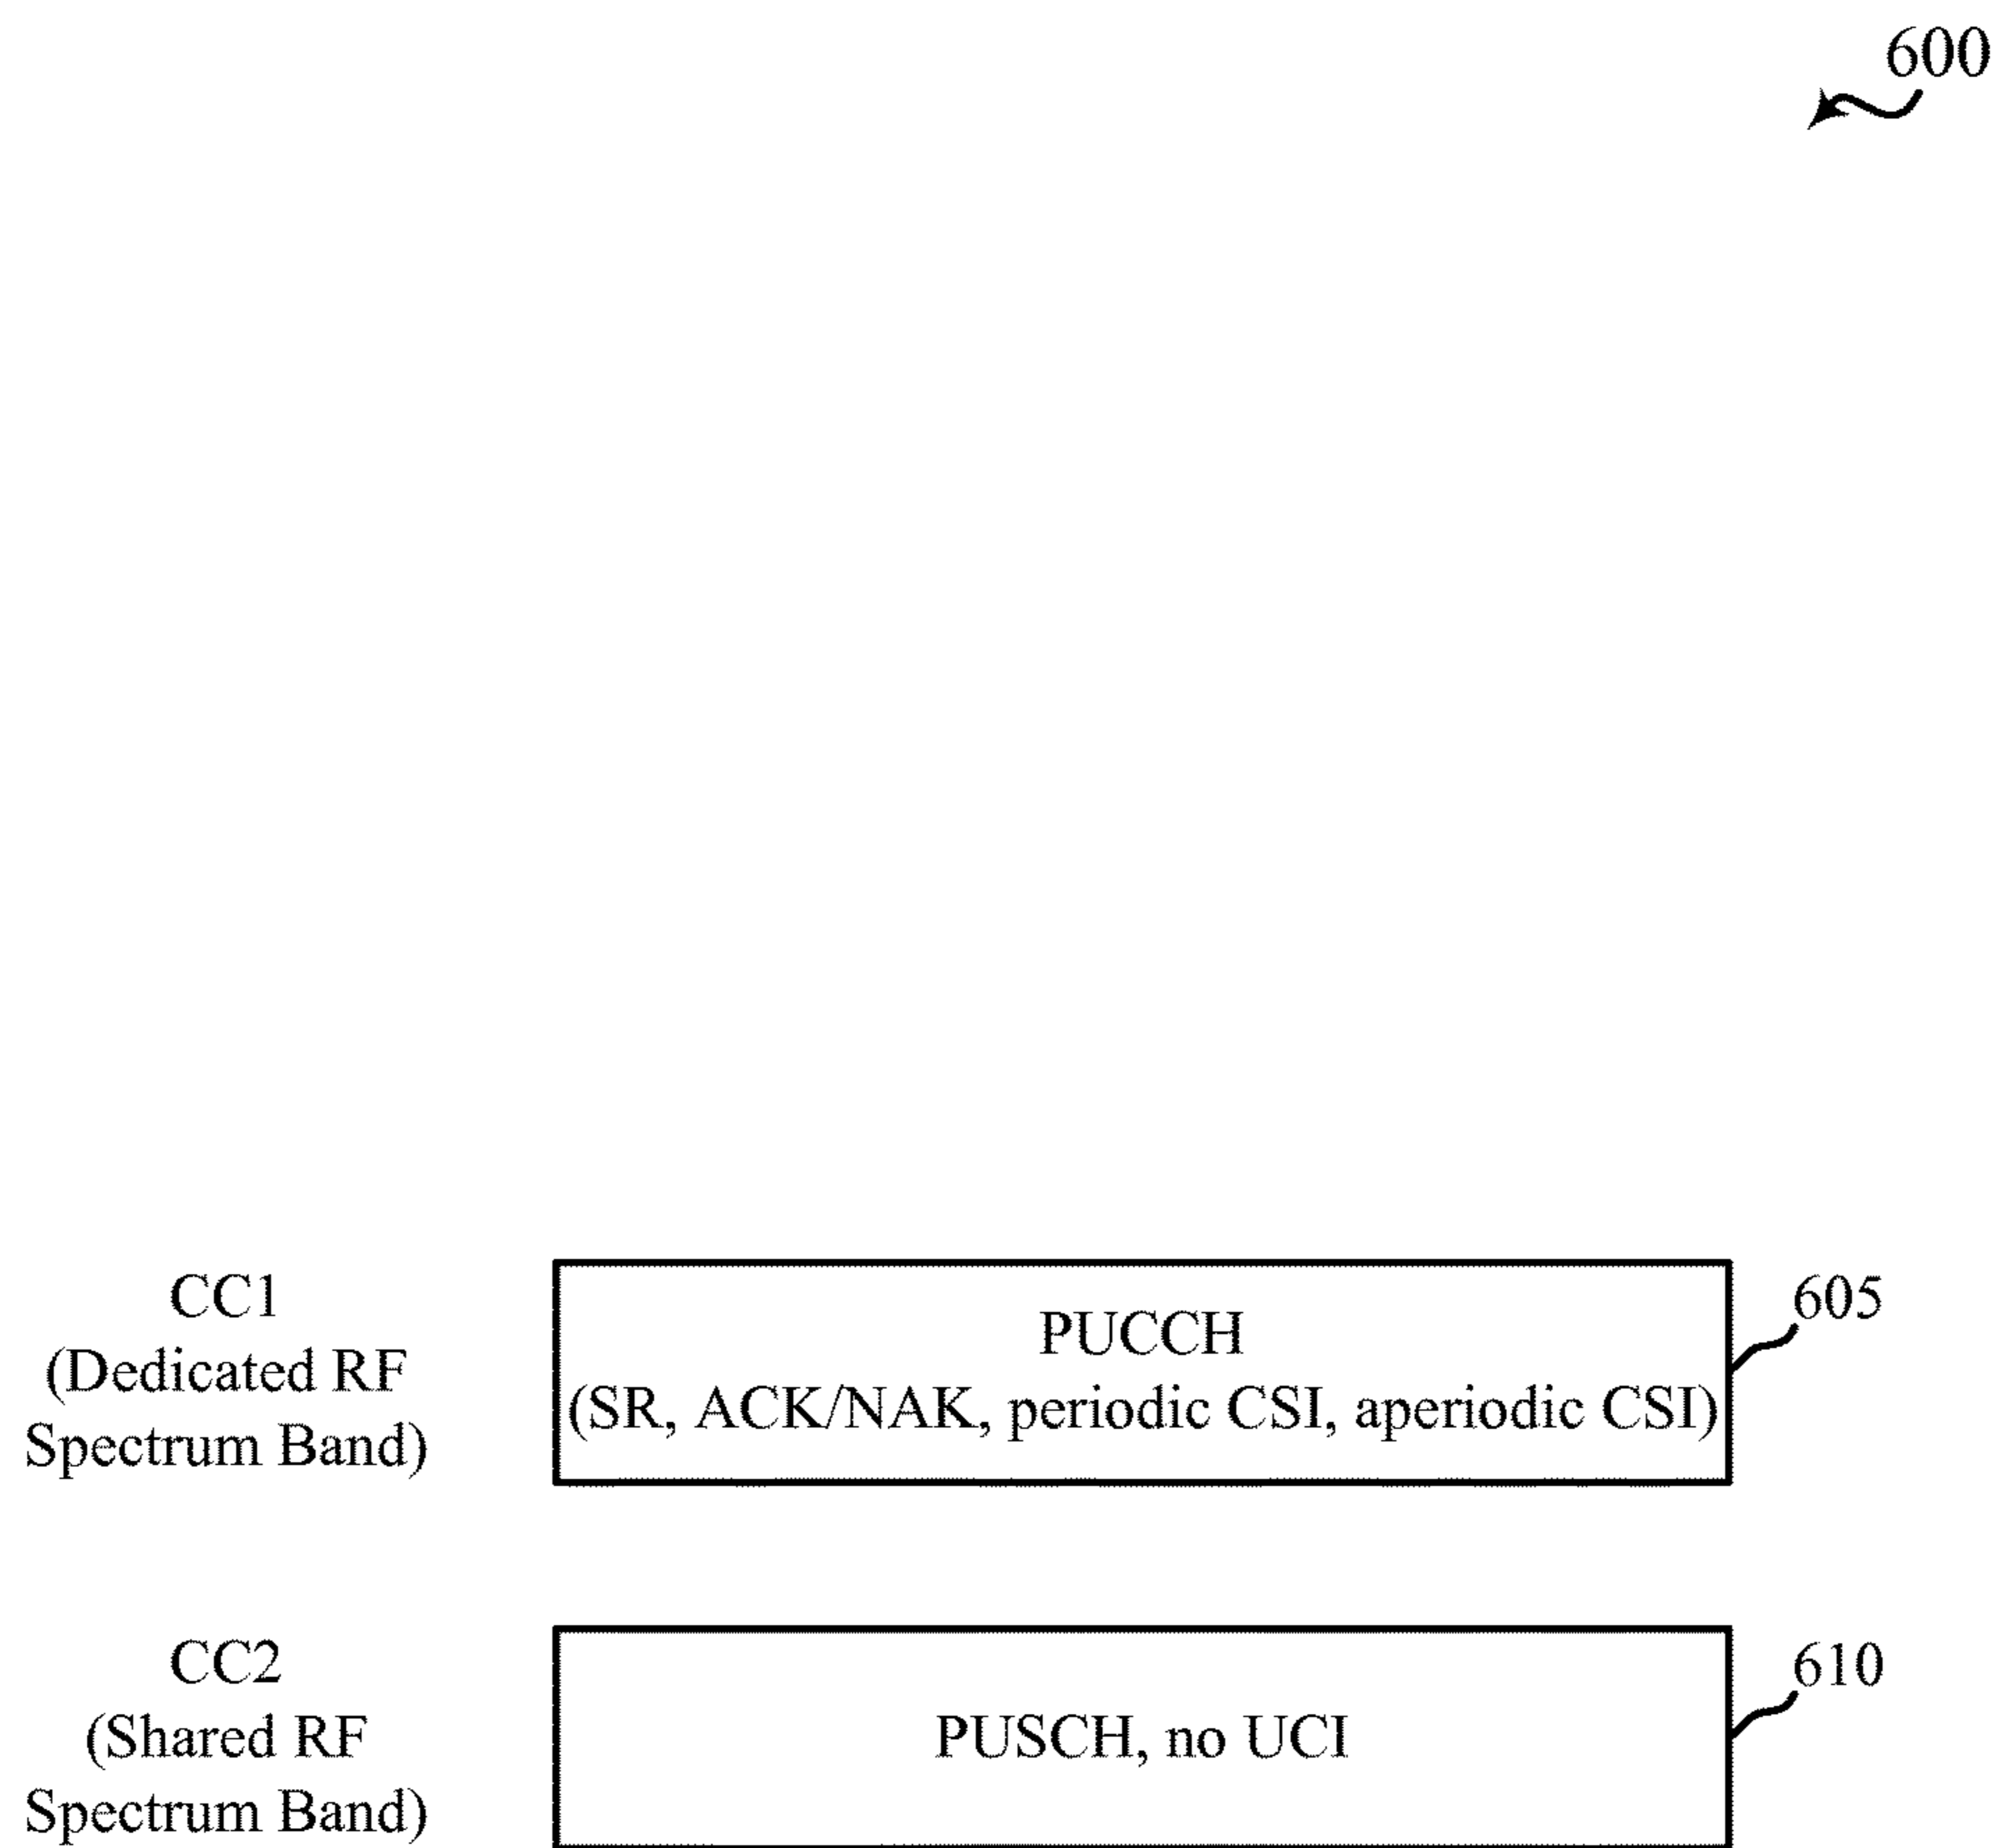 600
CC1
(Dedicated RF
Spectrum Band)
PUCCH
(SR, ACK/NAK, periodic CSI, aperiodic CSI)
605
CC2
(Shared RF
Spectrum Band)
PUSCH, no UCI
610